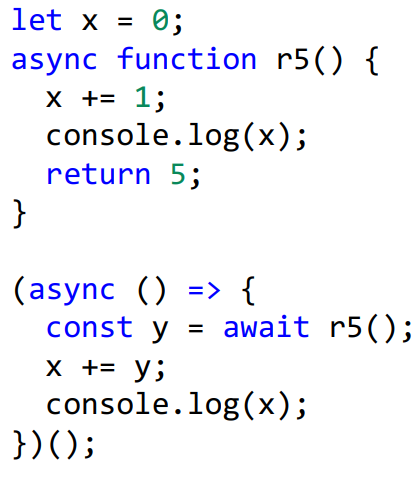 let x = 0;
async function r5() {
  x += 1;
  console.log(x);
  return 5;
}

(async () => {
  const y = await r5();
  x += y;
  console.log(x);
})();